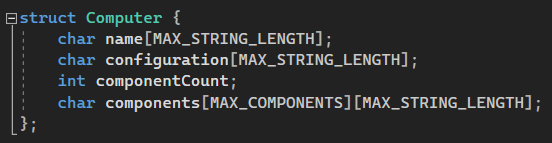 struct Computer {
    char name[MAX_STRING_LENGTH];
    char configuration[MAX_STRING_LENGTH];
    int componentCount;
    char components[MAX_COMPONENTS][MAX_STRING_LENGTH];
};